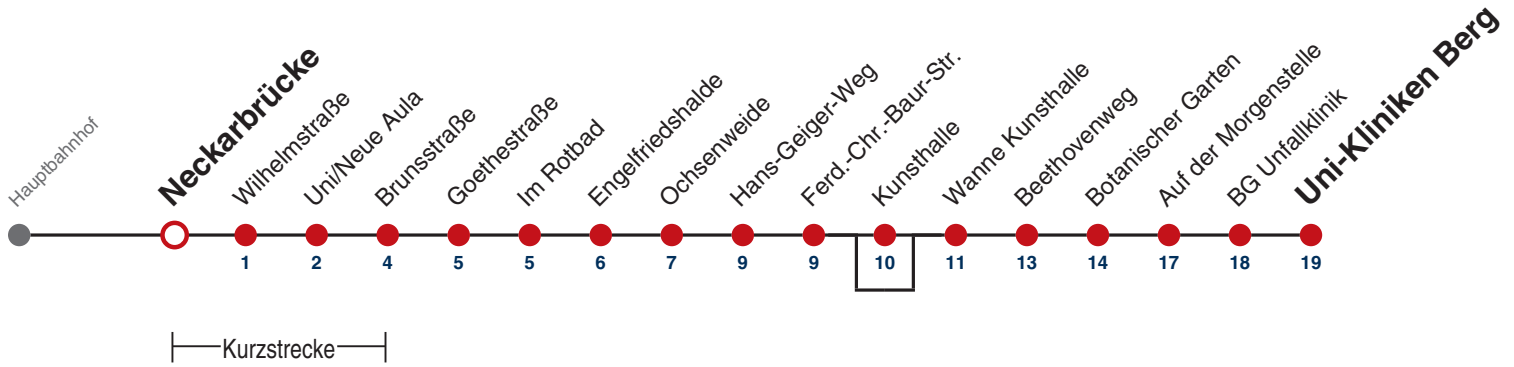 Hauptbahnhof
Neckarbrücke
Wilhelmstraße
Uni/Neue Aula
Brunsstraße
Goethestraße
Im Rotbad
Engelfriedshalde
Ochsenweide
Hans-Geiger-Weg
Ferd.-Chr.-Baur-Str.
Kunsthalle
Wanne Kunsthalle
Beethovenweg
Botanischer Garten
Auf der Morgenstelle
BG Unfallklinik
Uni-Kliniken Berg
1 2 4 5 5 6 7 9 9 10 11 13 14 17 18 19
Kurzstrecke